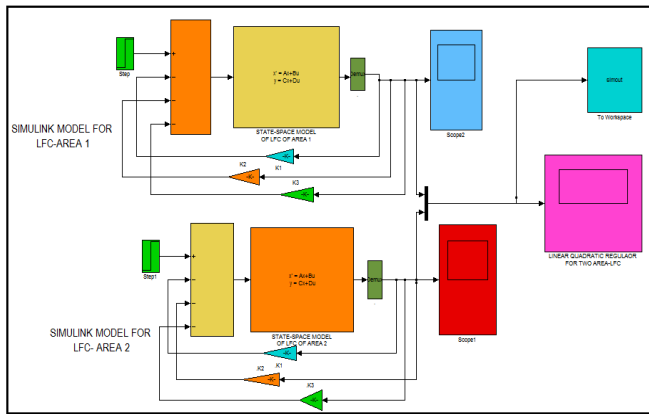 Step
+
−
−
−
x' = Ax+Bu
y = Cx+Du
Demux
STATE-SPACE MODEL
OF LFC OF AREA 1
Scope2
simout
To Workspace
SIMULINK MODEL FOR
LFC-AREA 1
-K-
K1
K2
-K-
K3
-K-
LINEAR QUADRATIC REGULAOR
FOR TWO AREA-LFC
Step1
+
−
−
−
x' = Ax+Bu
y = Cx+Du
Demux
STATE-SPACE MODEL
OF LFC OF AREA 2
Scope1
SIMULINK MODEL FOR
LFC- AREA 2
-K-
.K1
.K2
-K-
.K3
-K-